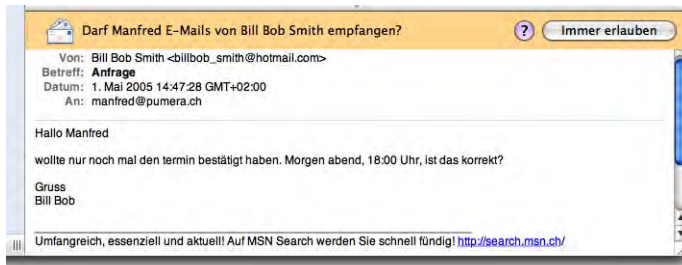 Darf Manfred E-Mails von Bill Bob Smith empfangen? ? Immer erlauben
Von: Bill Bob Smith <billbob_smith@hotmail.com>
Betreff: Anfrage
Datum: 1. Mai 2005 14:47:28 GMT+02:00
An: manfred@pumera.ch
Hallo Manfred
wollte nur noch mal den termin bestätigt haben. Morgen abend, 18:00 Uhr, ist das korrekt?
Gruss
Bill Bob
Umfangreich, essenziell und aktuell! Auf MSN Search werden Sie schnell fündig! http://search.msn.ch/